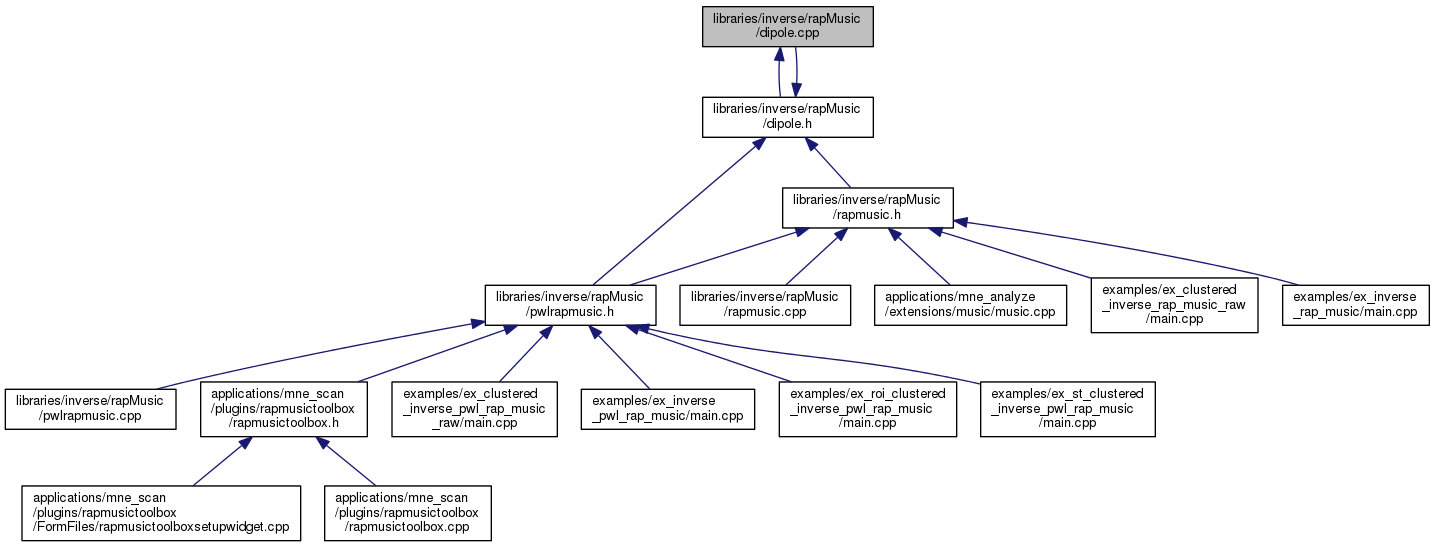 libraries/inverse/rapMusic
/dipole.cpp
libraries/inverse/rapMusic
/dipole.h
libraries/inverse/rapMusic
/rapmusic.h
libraries/inverse/rapMusic
/pwlrapmusic.h
libraries/inverse/rapMusic
/rapmusic.cpp
applications/mne_analyze
/extensions/music/music.cpp
examples/ex_clustered
_inverse_rap_music_raw
/main.cpp
examples/ex_inverse
_rap_music/main.cpp
libraries/inverse/rapMusic
/pwlrapmusic.cpp
applications/mne_scan
/plugins/rapmusictoolbox
/rapmusictoolbox.h
examples/ex_clustered
_inverse_pwl_rap_music
_raw/main.cpp
examples/ex_inverse
_pwl_rap_music/main.cpp
examples/ex_roi_clustered
_inverse_pwl_rap_music
/main.cpp
examples/ex_st_clustered
_inverse_pwl_rap_music
/main.cpp
applications/mne_scan
/plugins/rapmusictoolbox
/FormFiles/rapmusictoolboxsetupwidget.cpp
applications/mne_scan
/plugins/rapmusictoolbox
/rapmusictoolbox.cpp